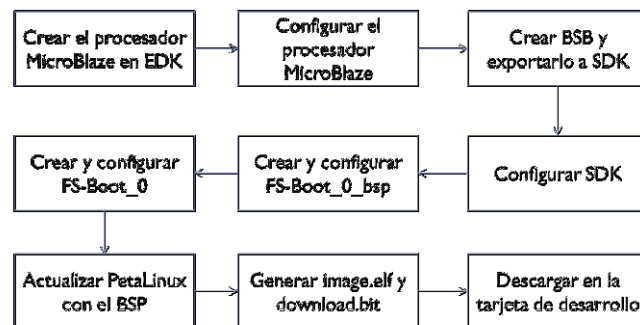 Crear el procesador
MicroBlaze en EDK
Configurar el
procesador
MicroBlaze
Crear BSB y
exportarlo a SDK
Configurar SDK
Crear y configurar
FS-Boot_0_bsp
Crear y configurar
FS-Boot_0
Actualizar PetaLinux
con el BSP
Generar image.elf y
download.bit
Descargar en la
tarjeta de desarrollo